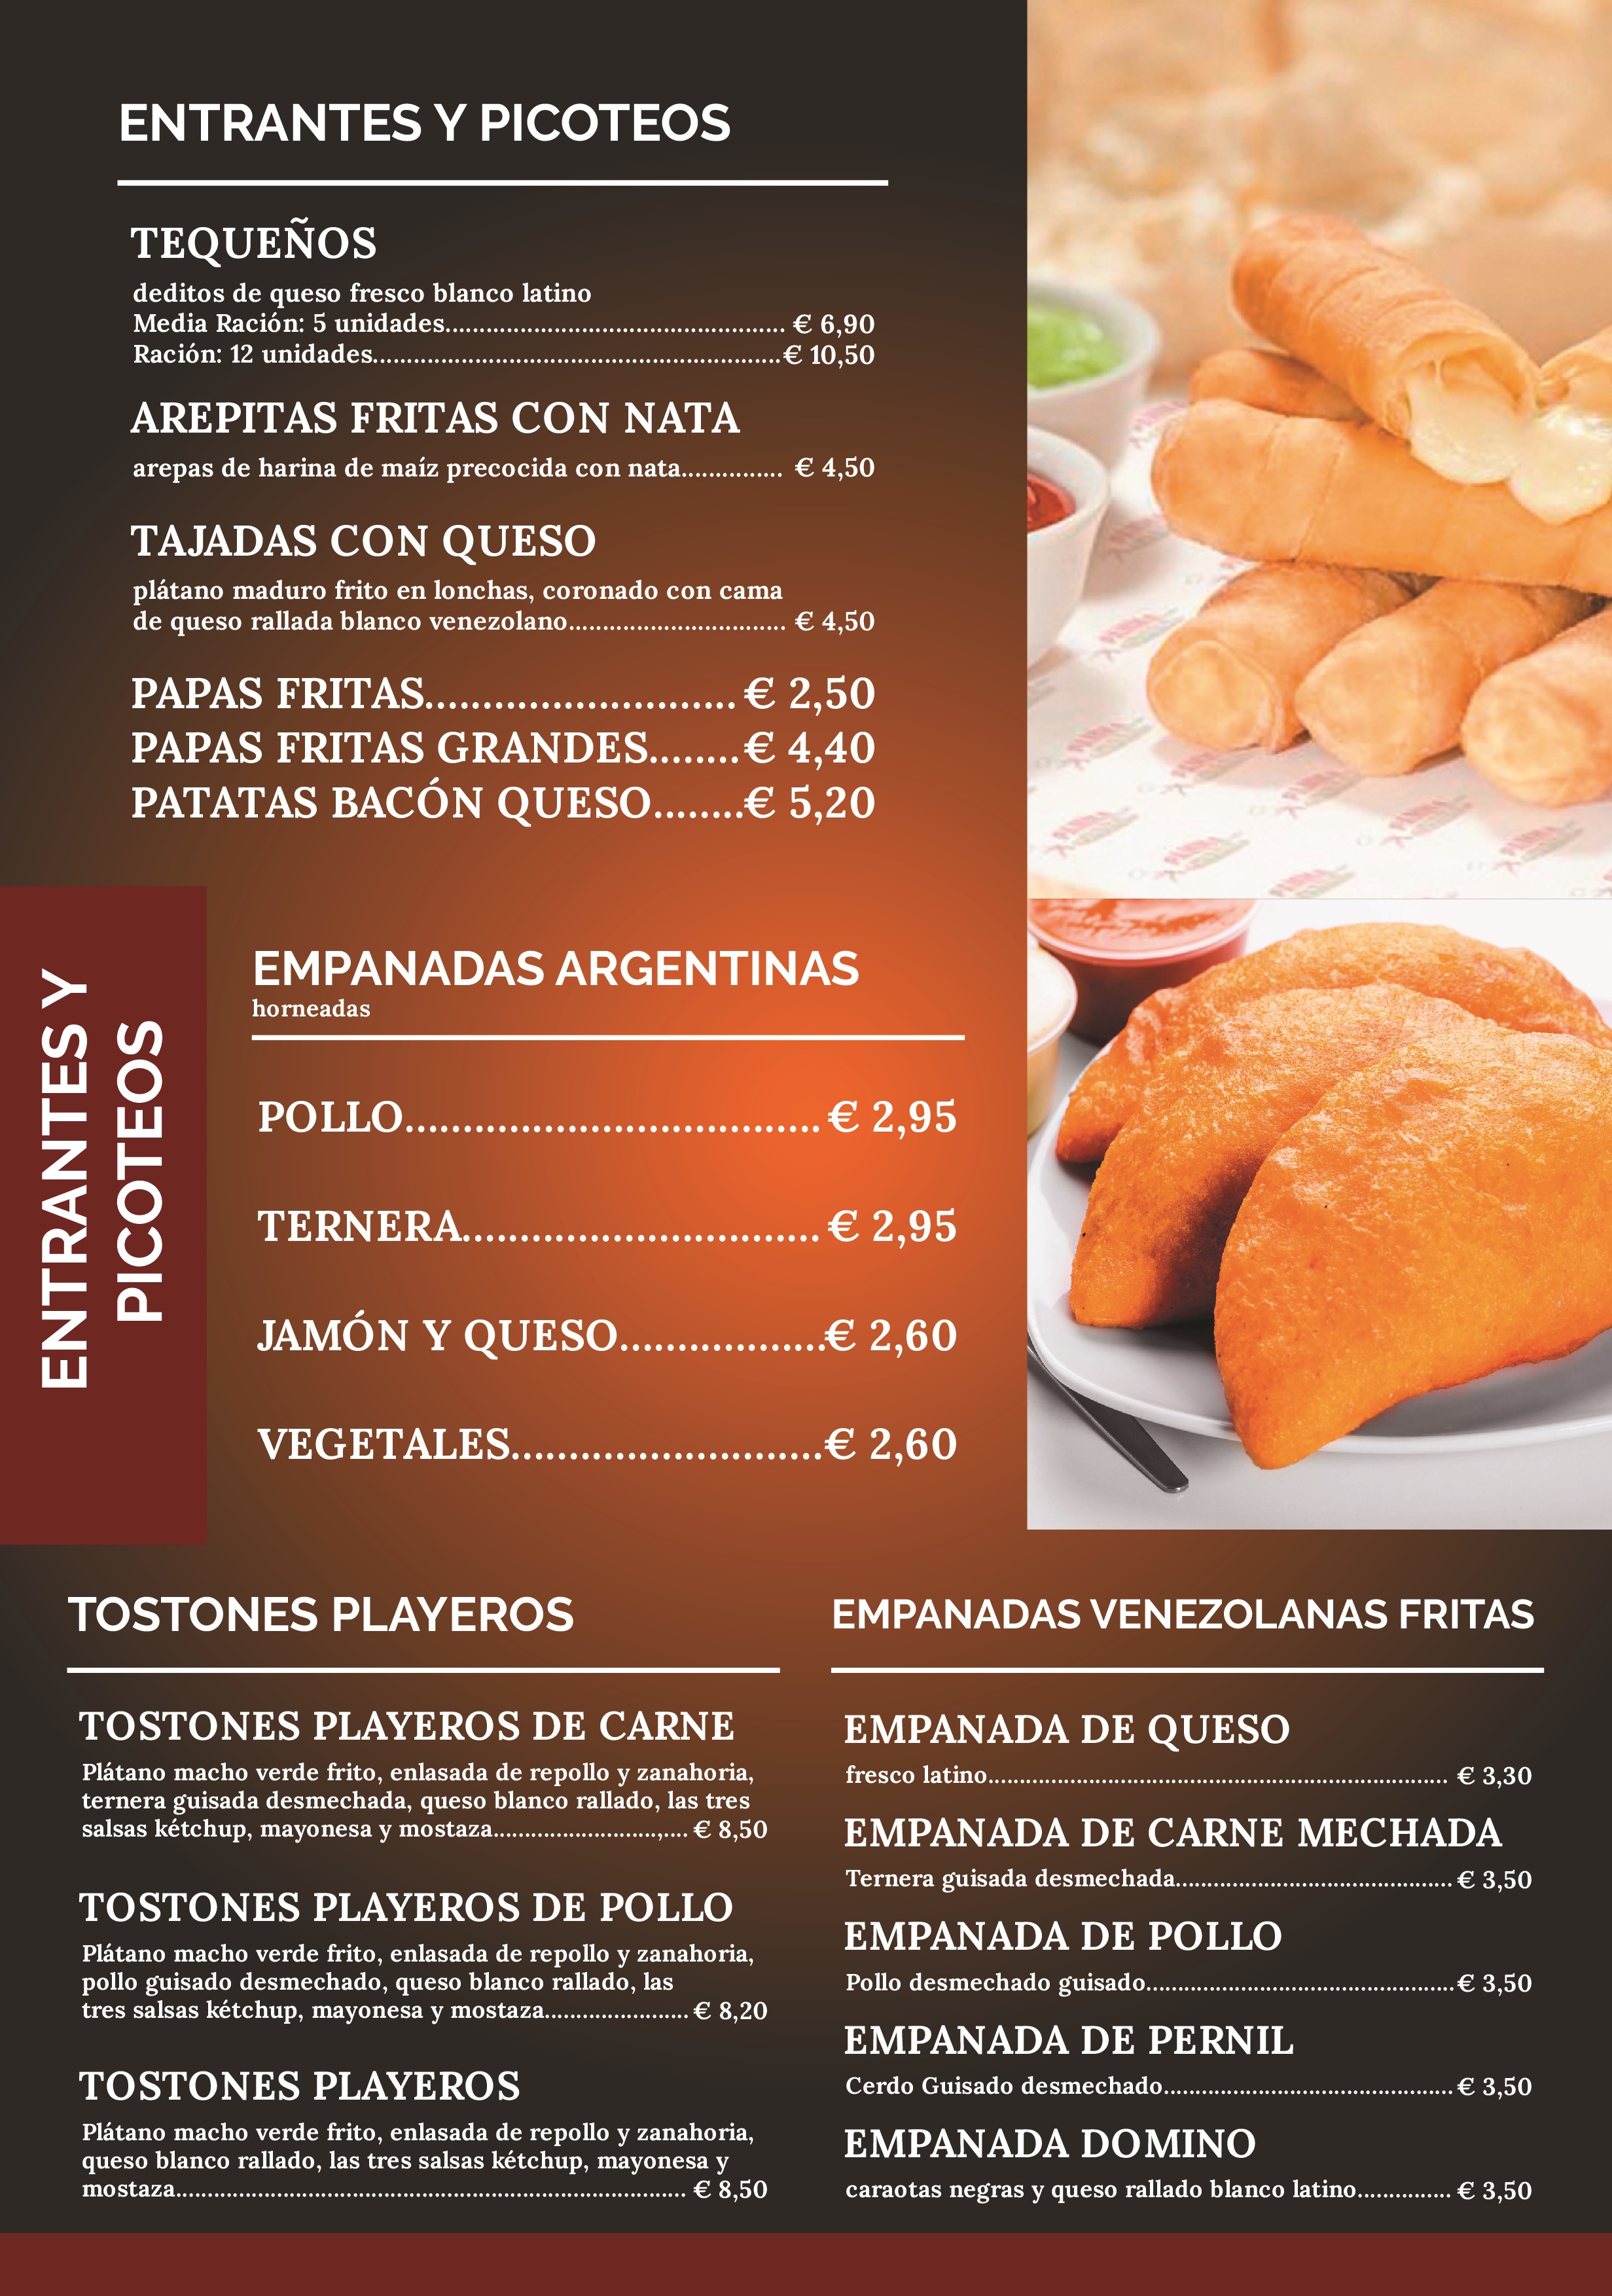 ENTRANTES Y PICOTEOS
TEQUEÑOS
deditos de queso fresco blanco latino
Media Ración: 5 unidades.................................................. € 6,90
Ración: 12 unidades............................................................€ 10,50
AREPITAS FRITAS CON NATA
arepas de harina de maíz precocida con nata............... € 4,50
TAJADAS CON QUESO
plátano maduro frito en lonchas, coronado con cama
de queso rallada blanco venezolano................................ € 4,50
PAPAS FRITAS........................... € 2,50
PAPAS FRITAS GRANDES........€ 4,40
PATATAS BACÓN QUESO........€ 5,20
ENTRANTES Y
PICOTEOS
EMPANADAS ARGENTINAS
horneadas
POLLO.................................... € 2,95
TERNERA............................... € 2,95
JAMÓN Y QUESO..................€ 2,60
VEGETALES...........................€ 2,60
TOSTONES PLAYEROS
TOSTONES PLAYEROS DE CARNE
Plátano macho verde frito, enlasada de repollo y zanahoria,
ternera guisada desmechada, queso blanco rallado, las tres
salsas kétchup, mayonesa y mostaza..........................,.... € 8,50
TOSTONES PLAYEROS DE POLLO
Plátano macho verde frito, enlasada de repollo y zanahoria,
pollo guisado desmechado, queso blanco rallado, las
tres salsas kétchup, mayonesa y mostaza....................... € 8,20
TOSTONES PLAYEROS
Plátano macho verde frito, enlasada de repollo y zanahoria,
queso blanco rallado, las tres salsas kétchup, mayonesa y
mostaza.................................................................................. € 8,50
EMPANADAS VENEZOLANAS FRITAS
EMPANADA DE QUESO
fresco latino.......................................................................... € 3,30
EMPANADA DE CARNE MECHADA
Ternera guisada desmechada............................................ € 3,50
EMPANADA DE POLLO
Pollo desmechado guisado.................................................€ 3,50
EMPANADA DE PERNIL
Cerdo Guisado desmechado.............................................. € 3,50
EMPANADA DOMINO
caraotas negras y queso rallado blanco latino............... € 3,50